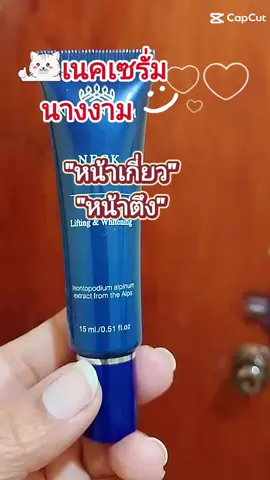 CapCut
เนคเซรั่ม
นางงาม
"หน้าเกี่ยว"
"หน้าตึง"
Lifting & Whitening
leontopodium alpinum
extract from the Alps
15 ml./0.51 fl.oz